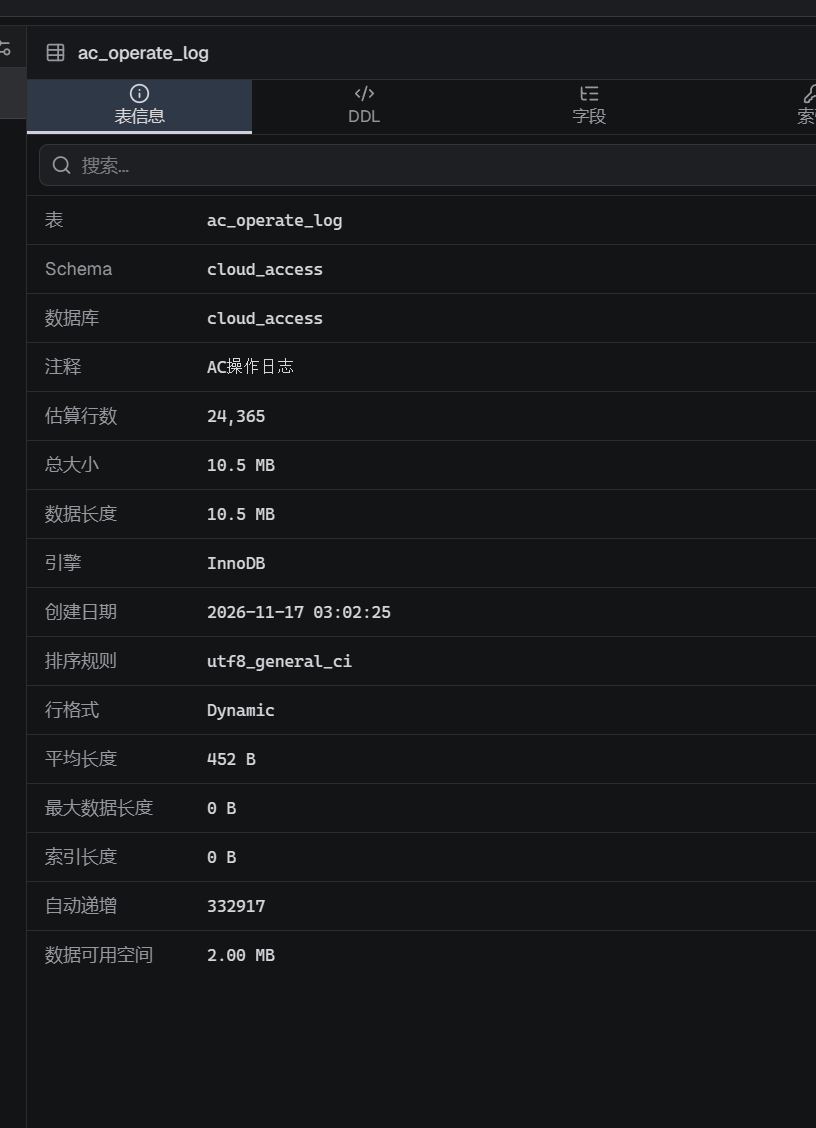 ac_operate_log
表信息
DDL
字段
搜索...
表 ac_operate_log
Schema cloud_access
数据库 cloud_access
注释 AC操作日志
估算行数 24,365
总大小 10.5 MB
数据长度 10.5 MB
引擎 InnoDB
创建日期 2026-11-17 03:02:25
排序规则 utf8_general_ci
行格式 Dynamic
平均长度 452 B
最大数据长度 0 B
索引长度 0 B
自动递增 332917
数据可用空间 2.00 MB